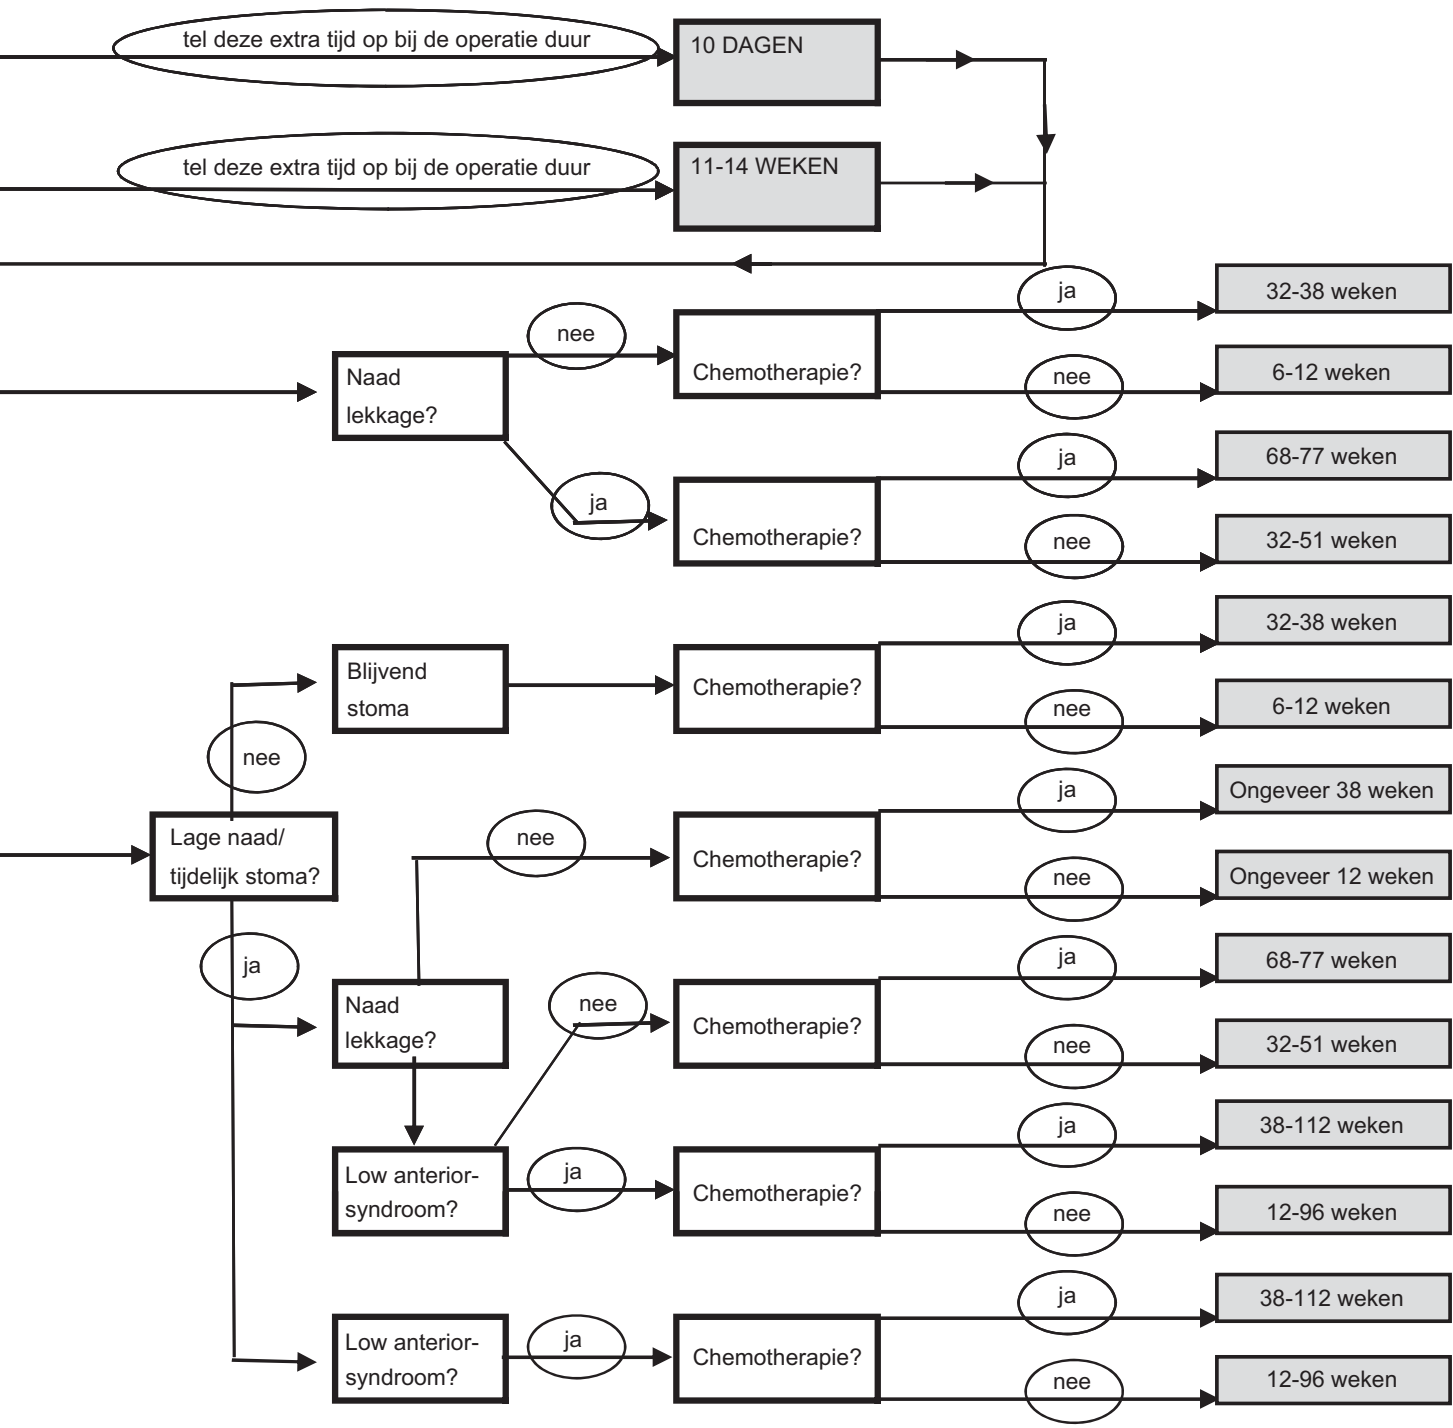 tel deze extra tijd op bij de operatie duur
10 DAGEN
tel deze extra tijd op bij de operatie duur
11-14 WEKEN
Naad
lekkage?
nee
Chemotherapie?
ja
32-38 weken
nee
6-12 weken
ja
Chemotherapie?
ja
68-77 weken
nee
32-51 weken
Lage naad/
tijdelijk stoma?
nee
Blijvend
stoma
Chemotherapie?
ja
32-38 weken
nee
6-12 weken
ja
Naad
lekkage?
nee
Chemotherapie?
ja
Ongeveer 38 weken
nee
Ongeveer 12 weken
nee
Chemotherapie?
ja
68-77 weken
nee
32-51 weken
Low anterior-
syndroom?
ja
Chemotherapie?
ja
38-112 weken
nee
12-96 weken
Low anterior-
syndroom?
ja
Chemotherapie?
ja
38-112 weken
nee
12-96 weken